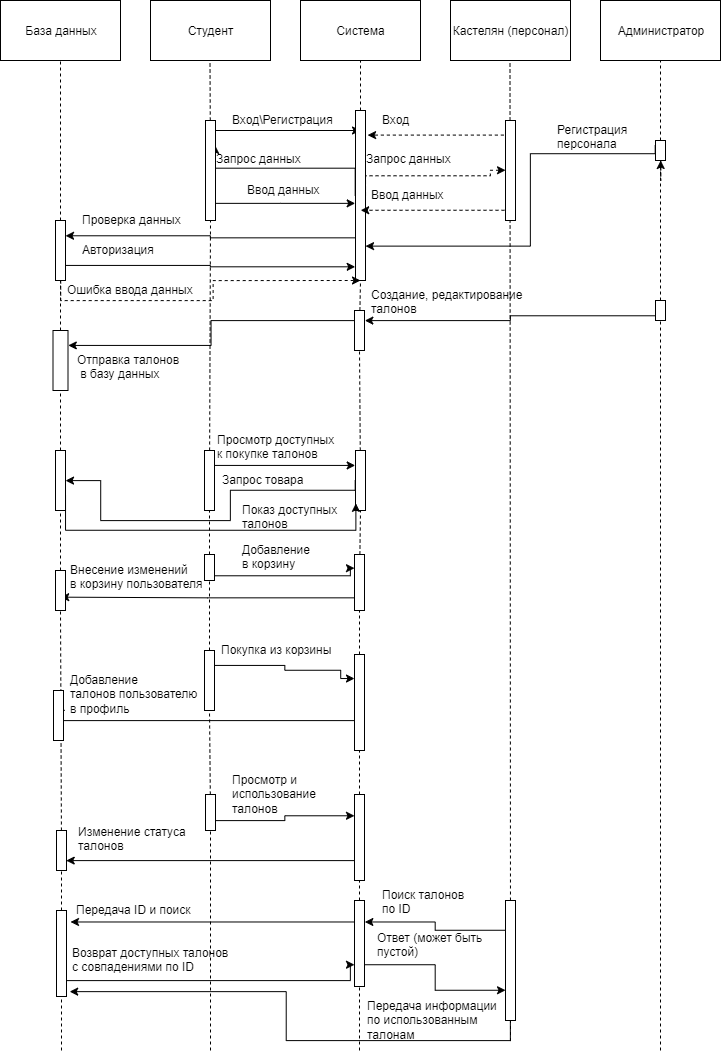 База данных
Студент
Система
Кастелян (персонал)
Администратор
Вход\Регистрация
Вход
Регистрация
персонала
Запрос данных
Запрос данных
Ввод данных
Ввод данных
Проверка данных
Авторизация
Ошибка ввода данных
Создание, редактирование
талонов
Отправка талонов
в базу данных
Просмотр доступных
к покупке талонов
Запрос товара
Показ доступных
талонов
Добавление
в корзину
Внесение изменений
в корзину пользователя
Покупка из корзины
Добавление
талонов пользователю
в профиль
Просмотр и
использование
талонов
Изменение статуса
талонов
Поиск талонов
по ID
Передача ID и поиск
Ответ (может быть
пустой)
Возврат доступных талонов
с совпадениями по ID
Передача информации
по использованным
талонам